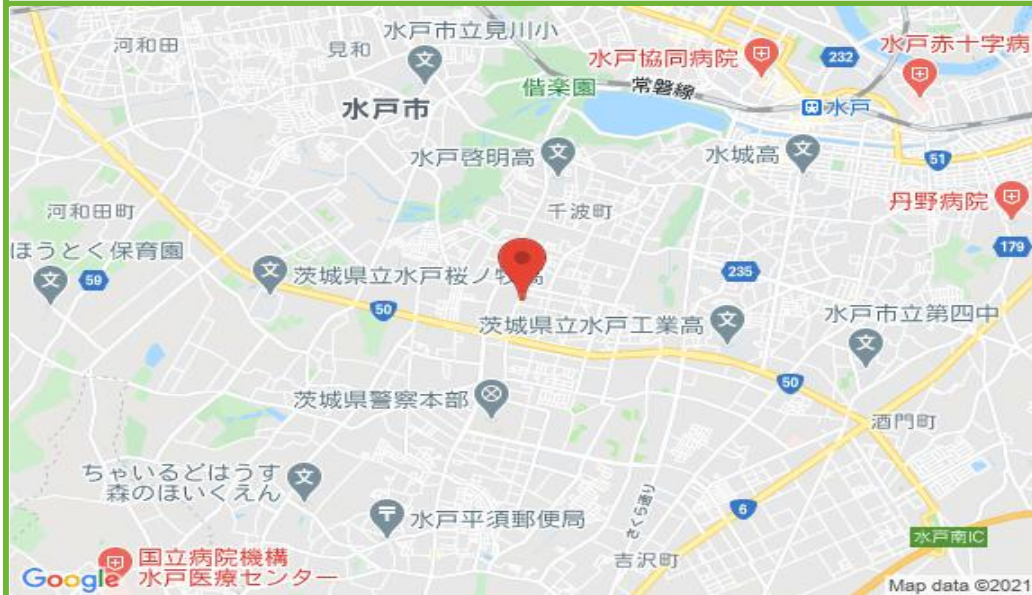 水戸市立見川小
河和田
見和
水戸協同病院
232
水戸赤十字病
偕楽園
常磐線
水戸市
水戸
水戸啓明高
水城高
51
河和田町
千波町
丹野病院
ほうとく保育園
179
59
茨城県立水戸桜ノ牧高
235
50
茨城県立水戸工業高
水戸市立第四中
50
茨城県警察本部
酒門町
ちゃいるどはうす
森のほいくえん
さくら通り
6
水戸平須郵便局
水戸南IC
吉沢町
国立病院機構
水戸医療センター
Google
Map data ©2021